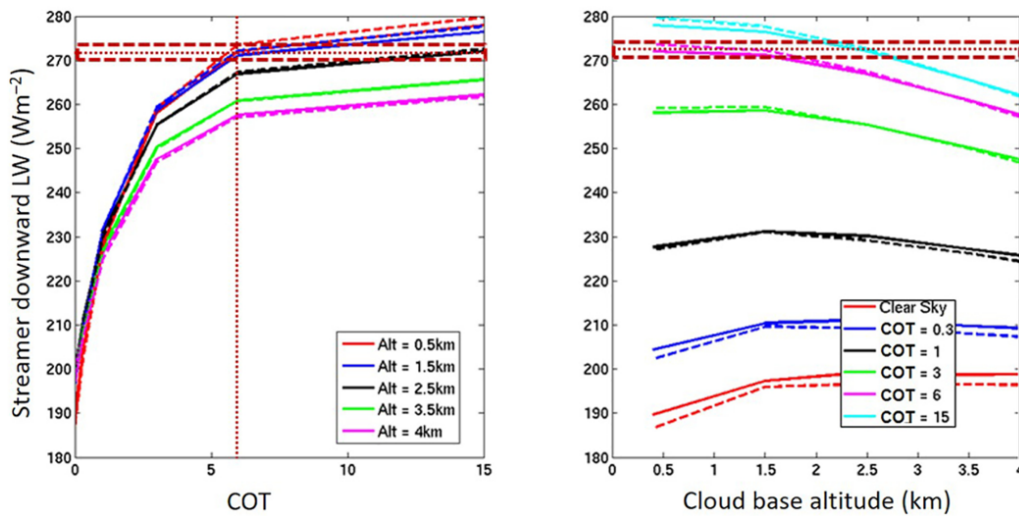 Streamer downward LW (Wm−2)
280
270
260
250
240
230
220
210
200
190
180
0
5
10
15
COT
Alt = 0.5km
Alt = 1.5km
Alt = 2.5km
Alt = 3.5km
Alt = 4km
280
270
260
250
240
230
220
210
200
190
180
0
0.5
1
1.5
2
2.5
3
3.5
4
Cloud base altitude (km)
Clear Sky
COT = 0.3
COT = 1
COT = 3
COT = 6
COT = 15